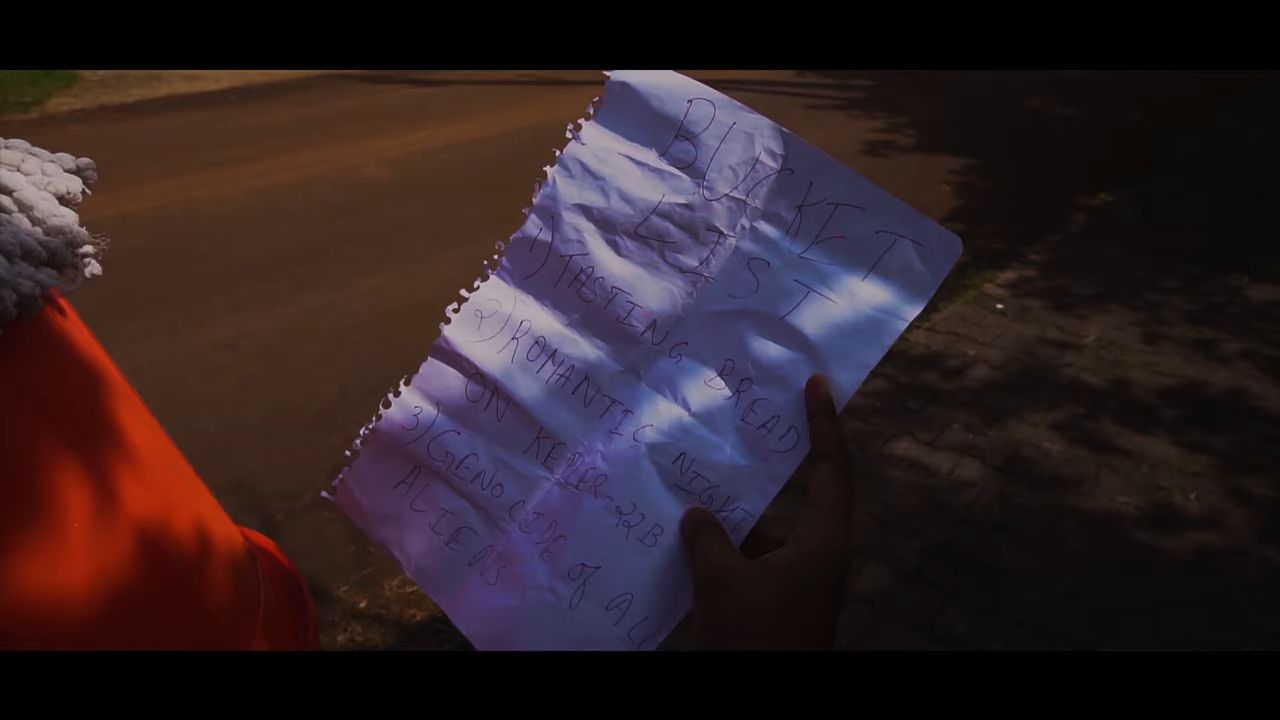 BUCKET
LIST
1) TASTING BREAD
2) ROMANTIC NIGHT
ON KEPLER-22B
3) GENOCIDE of ALL
ALIENS